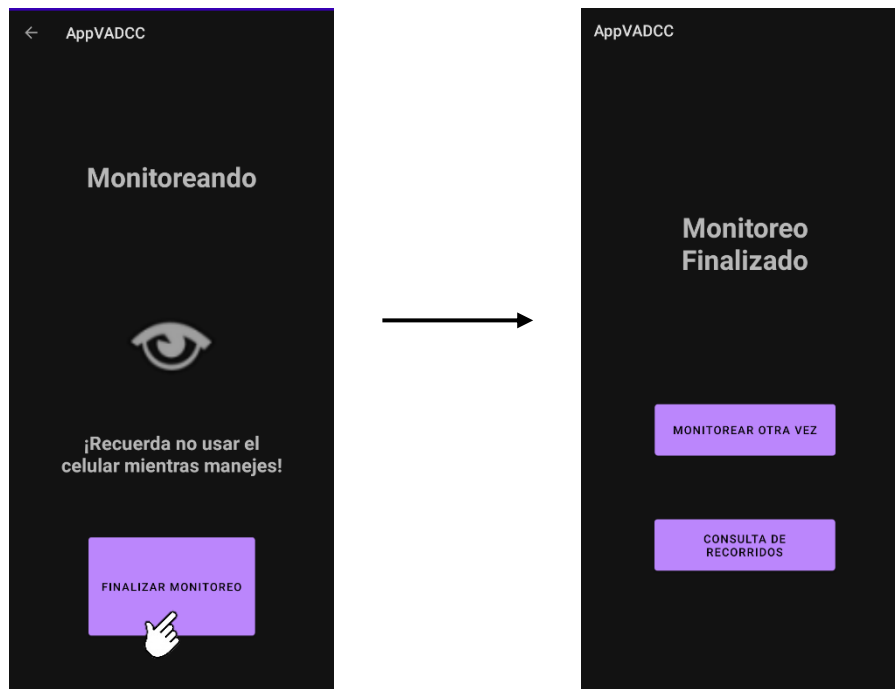 AppVADCC
Monitoreando
¡Recuerda no usar el
celular mientras manejes!
FINALIZAR MONITOREO
AppVADCC
Monitoreo
Finalizado
MONITOREAR OTRA VEZ
CONSULTA DE
RECORRIDOS